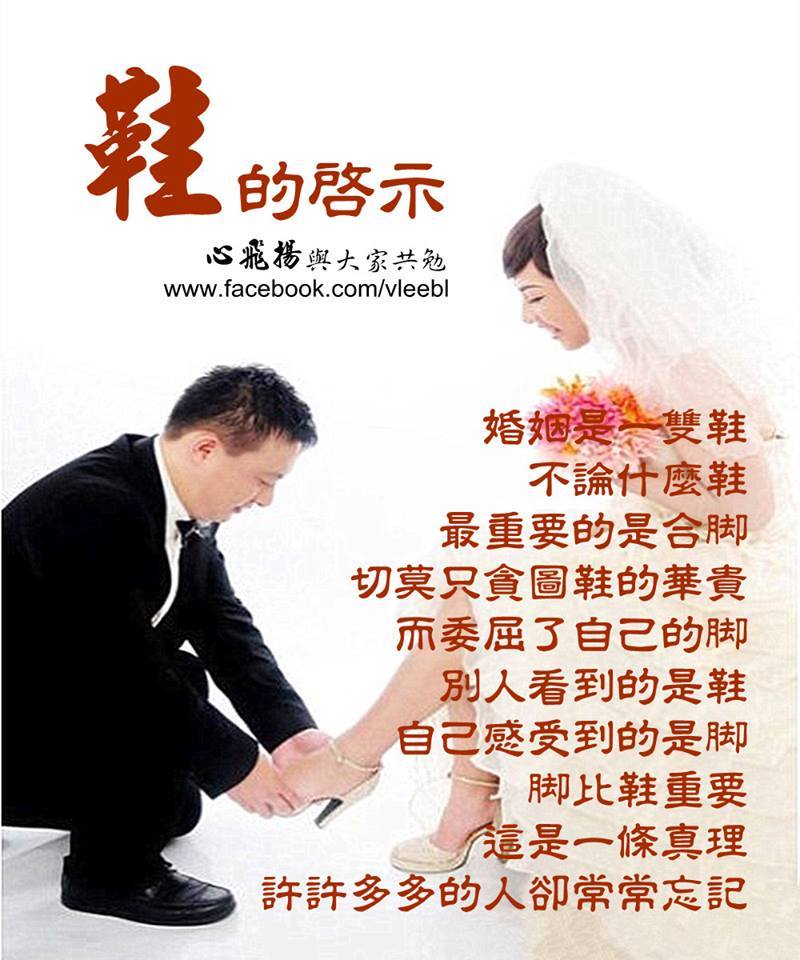 鞋的啓示
心飛揚與大家共勉
www.facebook.com/vleebl
婚姻是一雙鞋
不論什麼鞋
最重要的是合脚
切莫只貪圖鞋的華貴
而委屈了自己的脚
別人看到的是鞋
自己感受到的是脚
脚比鞋重要
這是一條真理
許許多多的人卻常常忘記